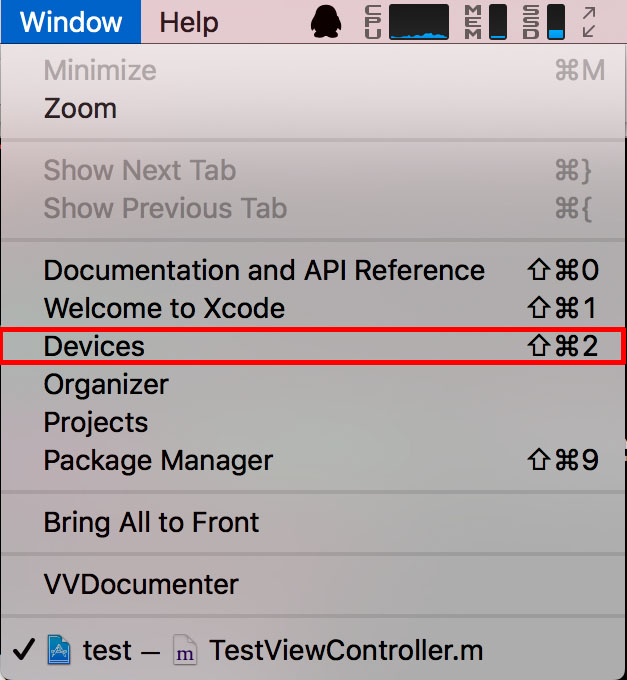 Window Help CPU MEM SSD
Minimize ⌘M
Zoom
Show Next Tab ⌘}
Show Previous Tab ⌘{
Documentation and API Reference ⇧⌘0
Welcome to Xcode ⇧⌘1
Devices ⇧⌘2
Organizer
Projects
Package Manager ⇧⌘9
Bring All to Front
VVDocumenter
✓ test — m TestViewController.m